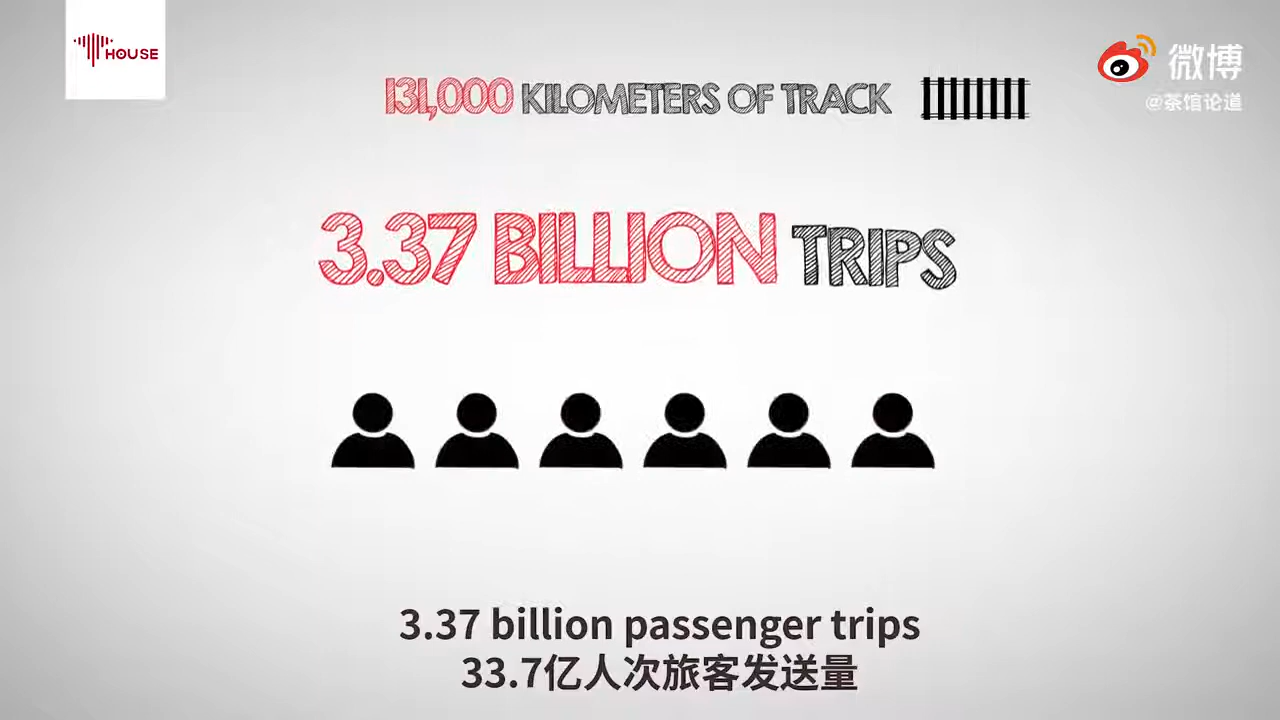 HOUSE
微博
@茶馆论道
131,000 KILOMETERS OF TRACK
3.37 BILLION TRIPS
3.37 billion passenger trips
33.7亿人次旅客发送量